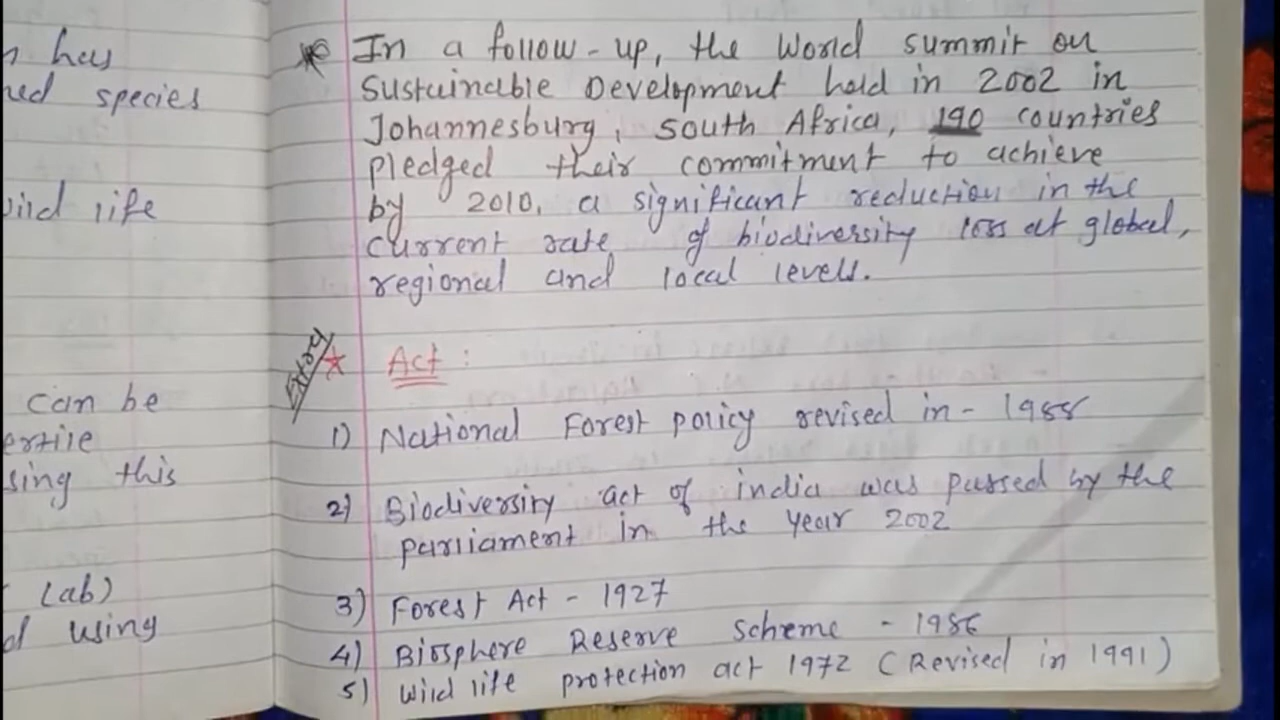 n has
ned species
wild life
can be
ertile
sing this
(ab)
d using
* In a follow-up, the World summit on
Sustainable Development held in 2002 in
Johannesburg, South Africa, 190 countries
pledged their commitment to achieve
by 2010, a significant reduction in the
current rate of biodiversity loss at global,
regional and local levels.
Extra
* Act :
1) National Forest policy revised in - 1988
2) Biodiversity act of india was passed by the
parliament in the year 2002
3) Forest Act - 1927
4) Biosphere Reserve Scheme - 1986
5) Wild life protection act 1972 (Revised in 1991)